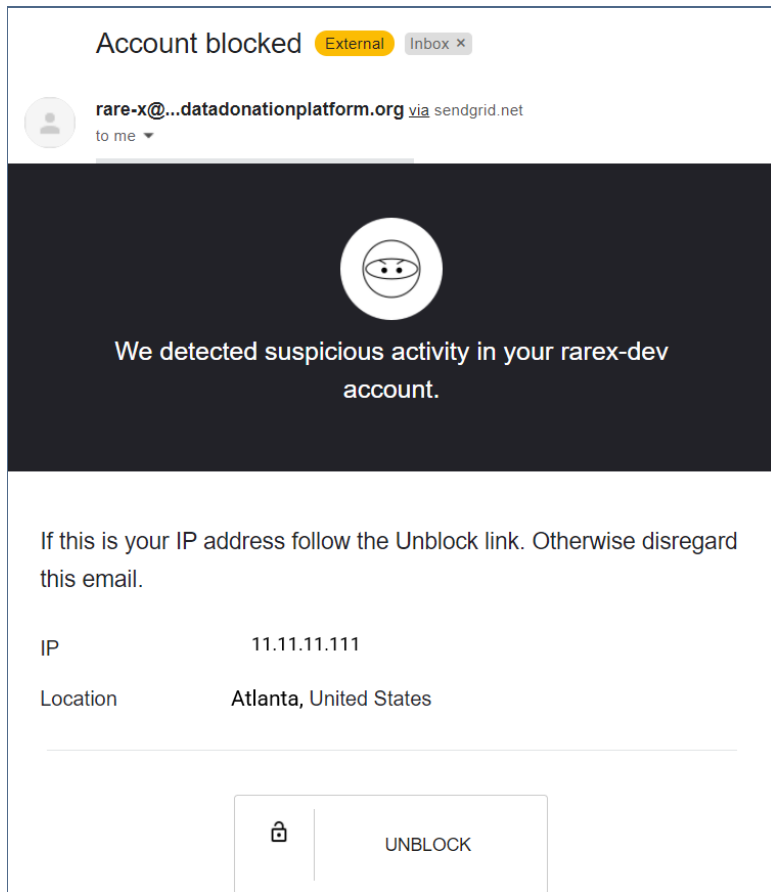 Account blocked External Inbox ×
rare-x@...datadonationplatform.org via sendgrid.net
to me
We detected suspicious activity in your rarex-dev
account.
If this is your IP address follow the Unblock link. Otherwise disregard
this email.
IP 11.11.11.111
Location Atlanta, United States
UNBLOCK